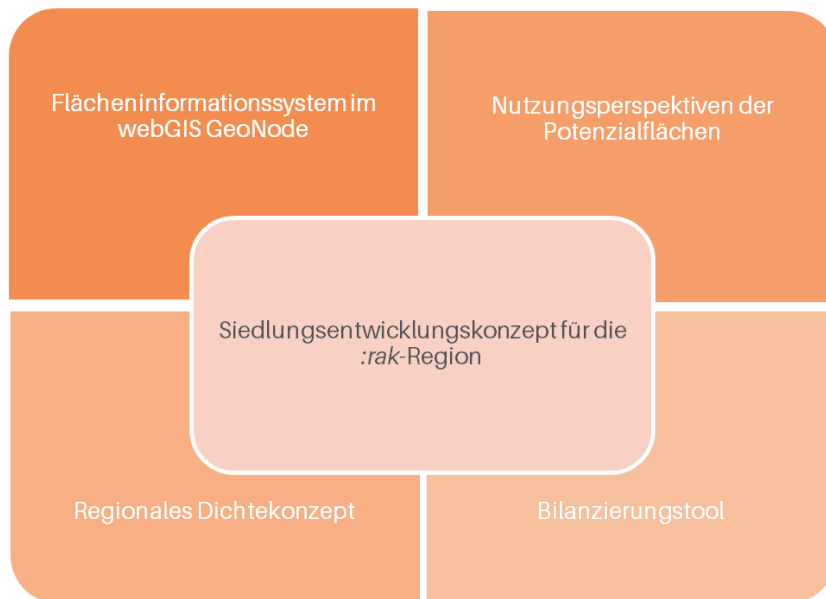 Flächeninformationssystem im
webGIS GeoNode
Nutzungsperspektiven der
Potenzialflächen
Siedlungsentwicklungskonzept für die
:rak-Region
Regionales Dichtekonzept
Bilanzierungstool